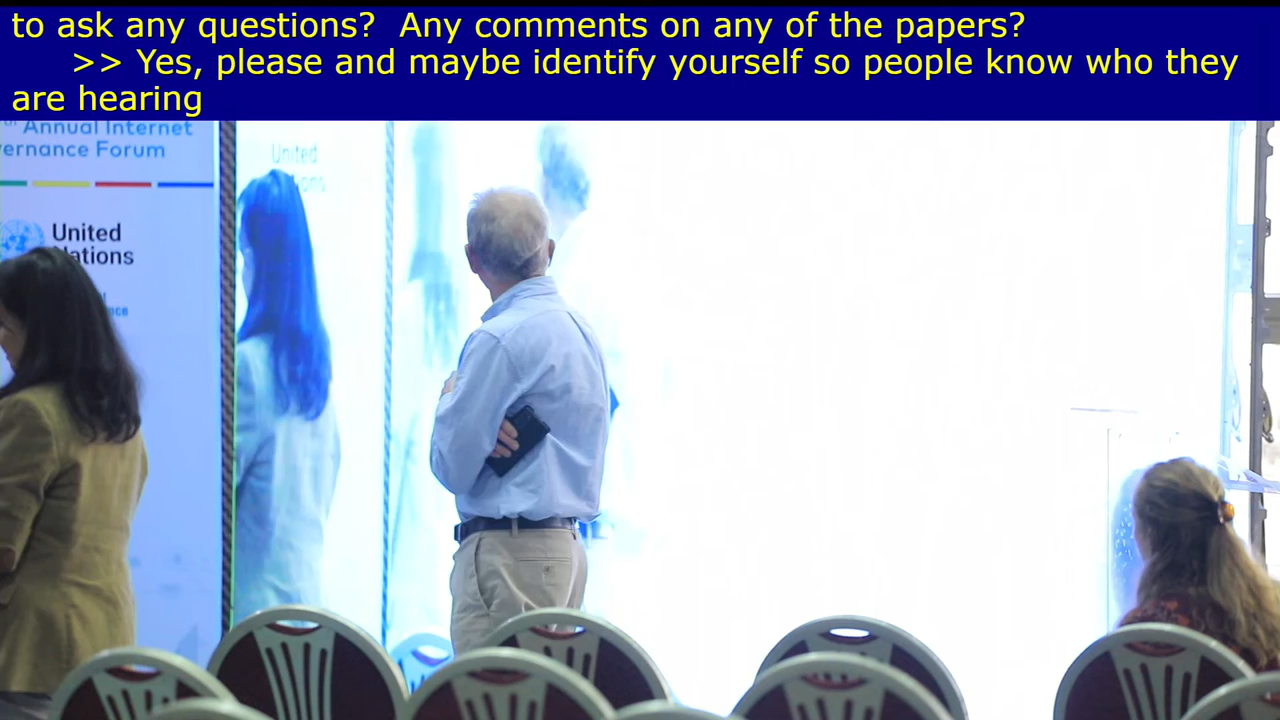 to ask any questions?  Any comments on any of the papers?
>> Yes, please and maybe identify yourself so people know who they
are hearing
Annual Internet
ernance Forum
United
Nations
United